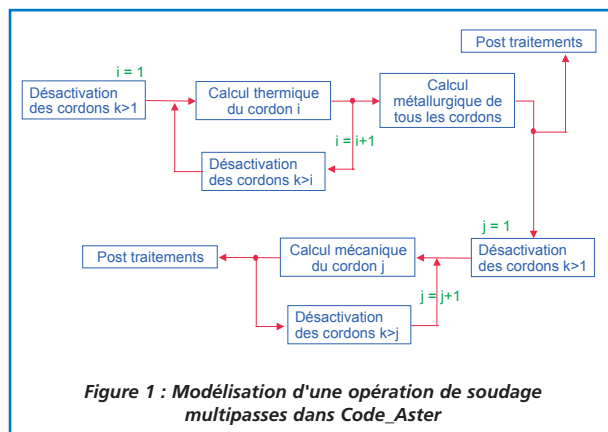 Post traitements
i = 1
Désactivation
des cordons k>1
Calcul thermique
du cordon i
Calcul
métallurgique de
tous les cordons
i = i+1
Désactivation
des cordons k>i
j = 1
Post traitements
Calcul mécanique
du cordon j
Désactivation
des cordons k>1
j = j+1
Désactivation
des cordons k>j
Figure 1 : Modélisation d'une opération de soudage
multipasses dans Code_Aster